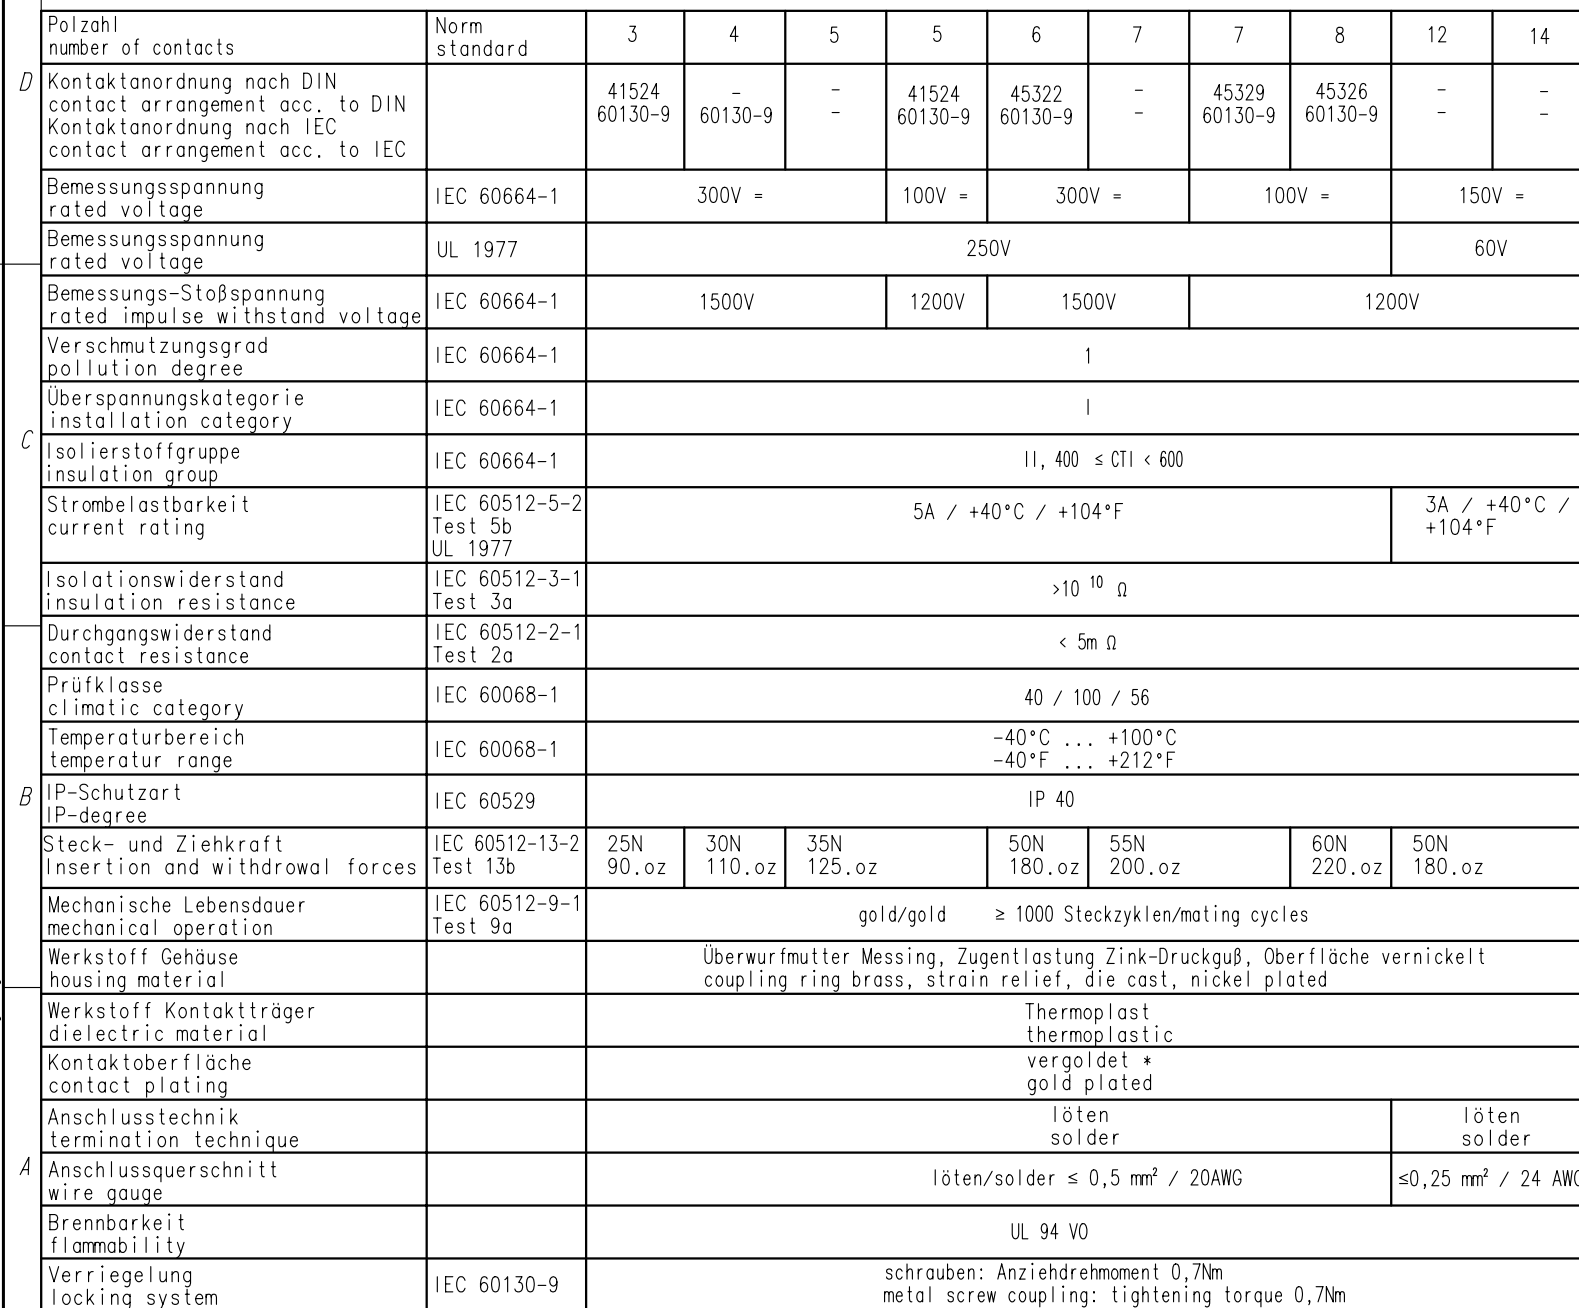 Polzahl
number of contacts
Norm
standard
3 4 5 5 6 7 7 8 12 14
D
Kontaktanordnung nach DIN
contact arrangement acc. to DIN
Kontaktanordnung nach IEC
contact arrangement acc. to IEC
41524 - - 41524 45322 - 45329 45326 - -
60130-9 60130-9 - 60130-9 60130-9 - 60130-9 60130-9 - -
Bemessungsspannung
rated voltage
IEC 60664-1
300V = 100V = 300V = 100V = 150V =
Bemessungsspannung
rated voltage
UL 1977
250V 60V
Bemessungs-Stoßspannung
rated impulse withstand voltage
IEC 60664-1
1500V 1200V 1500V 1200V
Verschmutzungsgrad
pollution degree
IEC 60664-1
1
Überspannungskategorie
installation category
IEC 60664-1
I
C
Isolierstoffgruppe
insulation group
IEC 60664-1
II, 400 ≤ CTI < 600
Strombelastbarkeit
current rating
IEC 60512-5-2
Test 5b
UL 1977
5A / +40°C / +104°F
3A / +40°C /
+104°F
Isolationswiderstand
insulation resistance
IEC 60512-3-1
Test 3a
>10 10 Ω
Durchgangswiderstand
contact resistance
IEC 60512-2-1
Test 2a
< 5m Ω
Prüfklasse
climatic category
IEC 60068-1
40 / 100 / 56
Temperaturbereich
temperatur range
IEC 60068-1
-40°C ... +100°C
-40°F ... +212°F
B
IP-Schutzart
IP-degree
IEC 60529
IP 40
Steck- und Ziehkraft
Insertion and withdrowal forces
IEC 60512-13-2
Test 13b
25N 30N 35N 50N 55N 60N 50N
90.oz 110.oz 125.oz 180.oz 200.oz 220.oz 180.oz
Mechanische Lebensdauer
mechanical operation
IEC 60512-9-1
Test 9a
gold/gold ≥ 1000 Steckzyklen/mating cycles
Werkstoff Gehäuse
housing material
Überwurfmutter Messing, Zugentlastung Zink-Druckguß, Oberfläche vernickelt
coupling ring brass, strain relief, die cast, nickel plated
Werkstoff Kontaktträger
dielectric material
Thermoplast
thermoplastic
Kontaktoberfläche
contact plating
vergoldet *
gold plated
Anschlusstechnik
termination technique
löten
solder
löten
solder
A
Anschlussquerschnitt
wire gauge
löten/solder ≤ 0,5 mm² / 20AWG
≤0,25 mm² / 24 AWG
Brennbarkeit
flammability
UL 94 VO
Verriegelung
locking system
IEC 60130-9
schrauben: Anziehdrehmoment 0,7Nm
metal screw coupling: tightening torque 0,7Nm